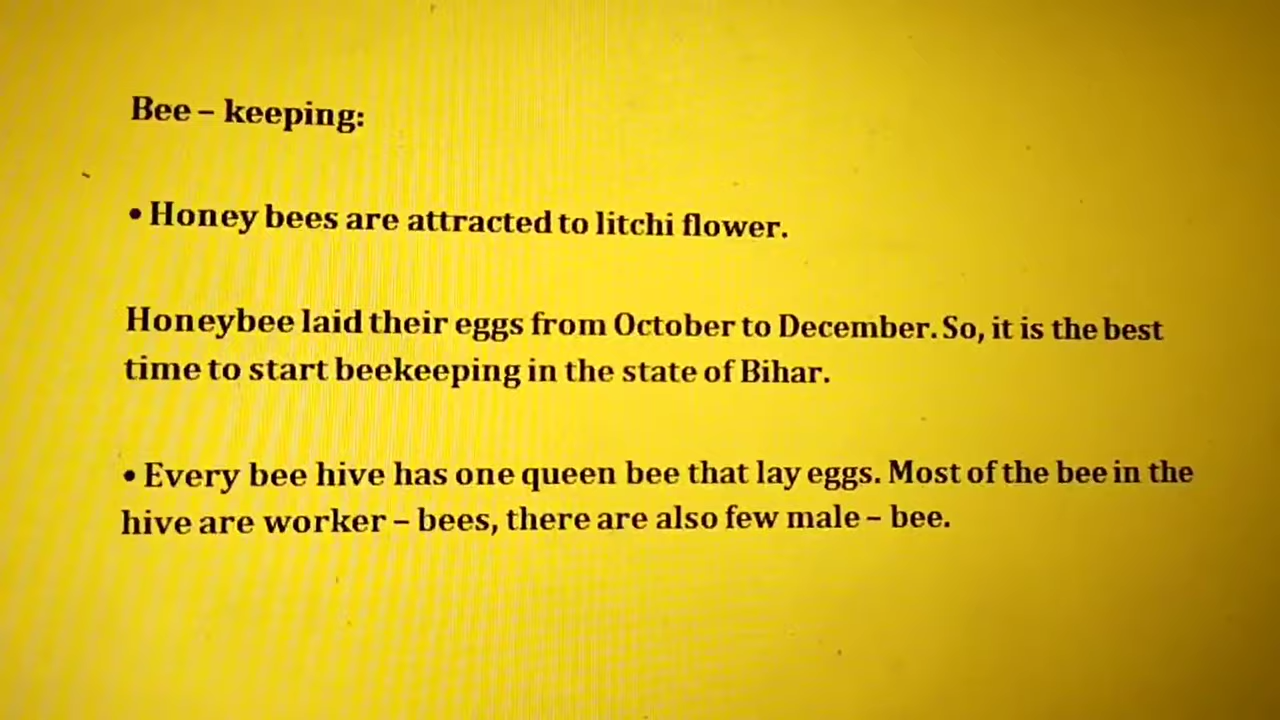 Bee – keeping:
• Honey bees are attracted to litchi flower.
Honeybee laid their eggs from October to December. So, it is the best
time to start beekeeping in the state of Bihar.
• Every bee hive has one queen bee that lay eggs. Most of the bee in the
hive are worker – bees, there are also few male – bee.